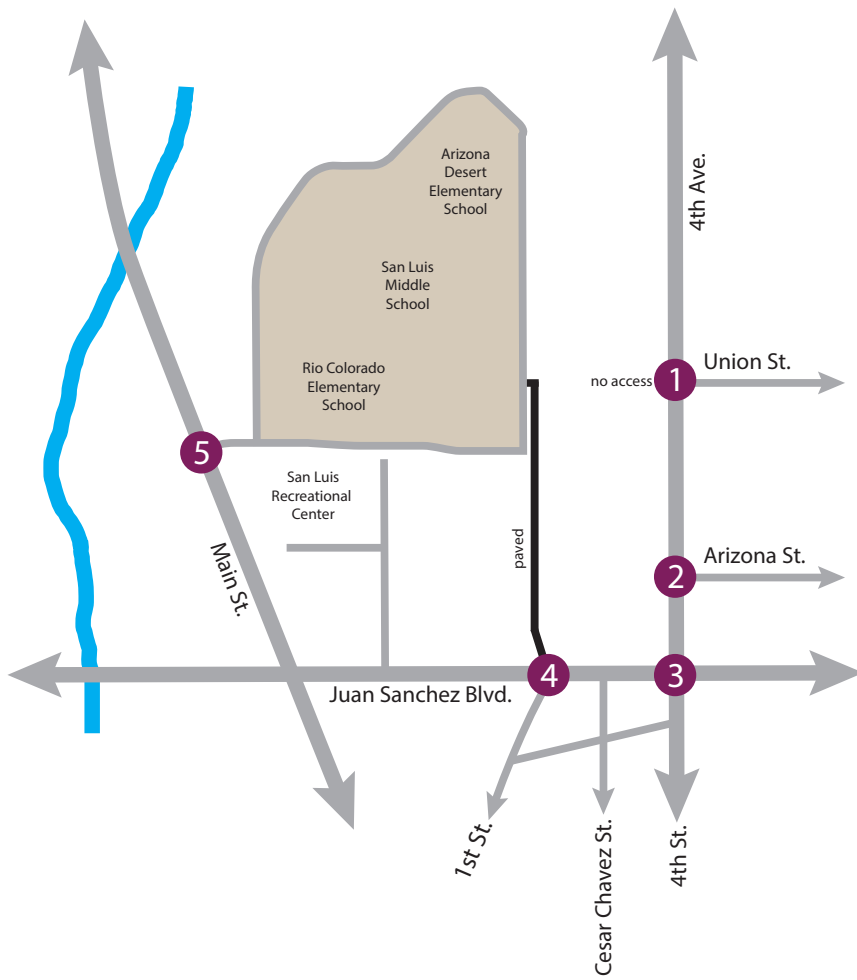 Arizona
Desert
Elementary
School
4th Ave.
San Luis
Middle
School
Union St.
1
no access
Rio Colorado
Elementary
School
5
San Luis
Recreational
Center
Main St.
paved
Arizona St.
2
4
3
Juan Sanchez Blvd.
1st St.
Cesar Chavez St.
4th St.